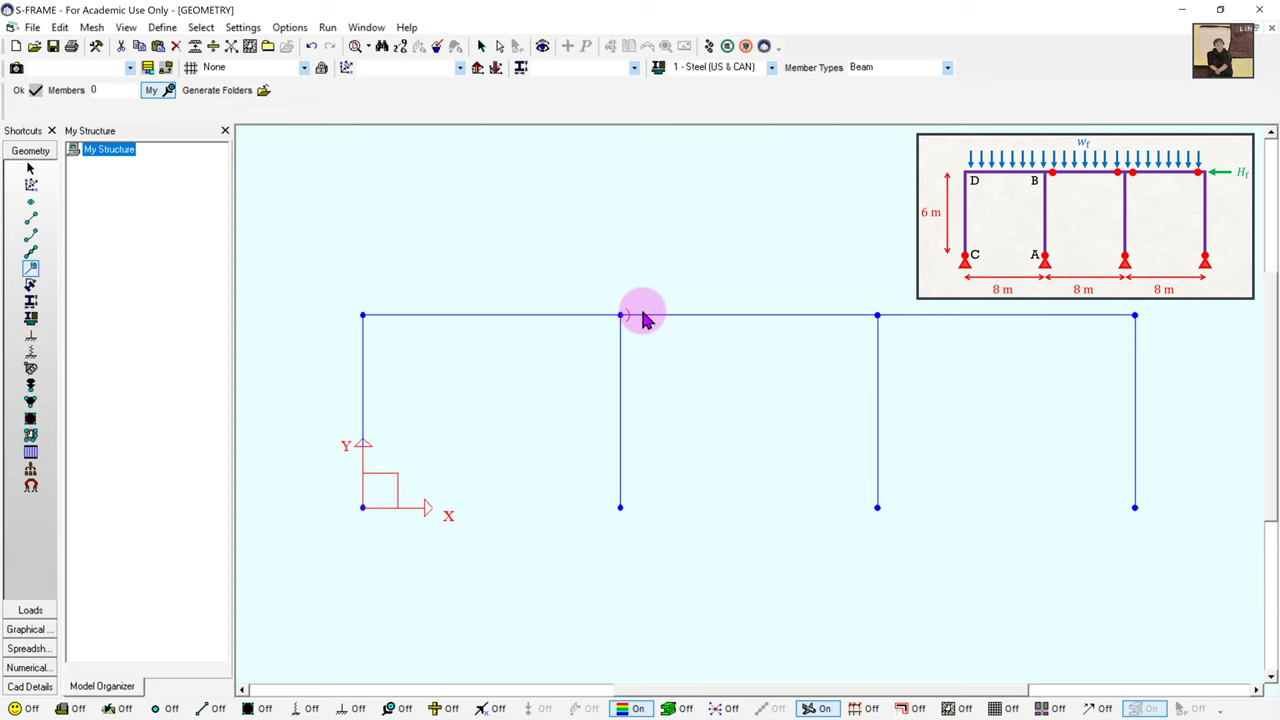 S-FRAME - For Academic Use Only - [GEOMETRY]
File Edit Mesh View Define Select Settings Options Run Window Help
LIN
None
1 - Steel (US & CAN)
Member Types Beam
Ok Members 0 My Generate Folders
Shortcuts
My Structure
Geometry
My Structure
wf
D B
Hf
6 m
C A
8 m 8 m 8 m
Y
X
Loads
Graphical ...
Spreadsh...
Numerical...
Cad Details
Model Organizer
Off Off Off Off Off Off Off Off Off Off Off Off Off On Off Off Off On Off Off Off Off Off Off On Off